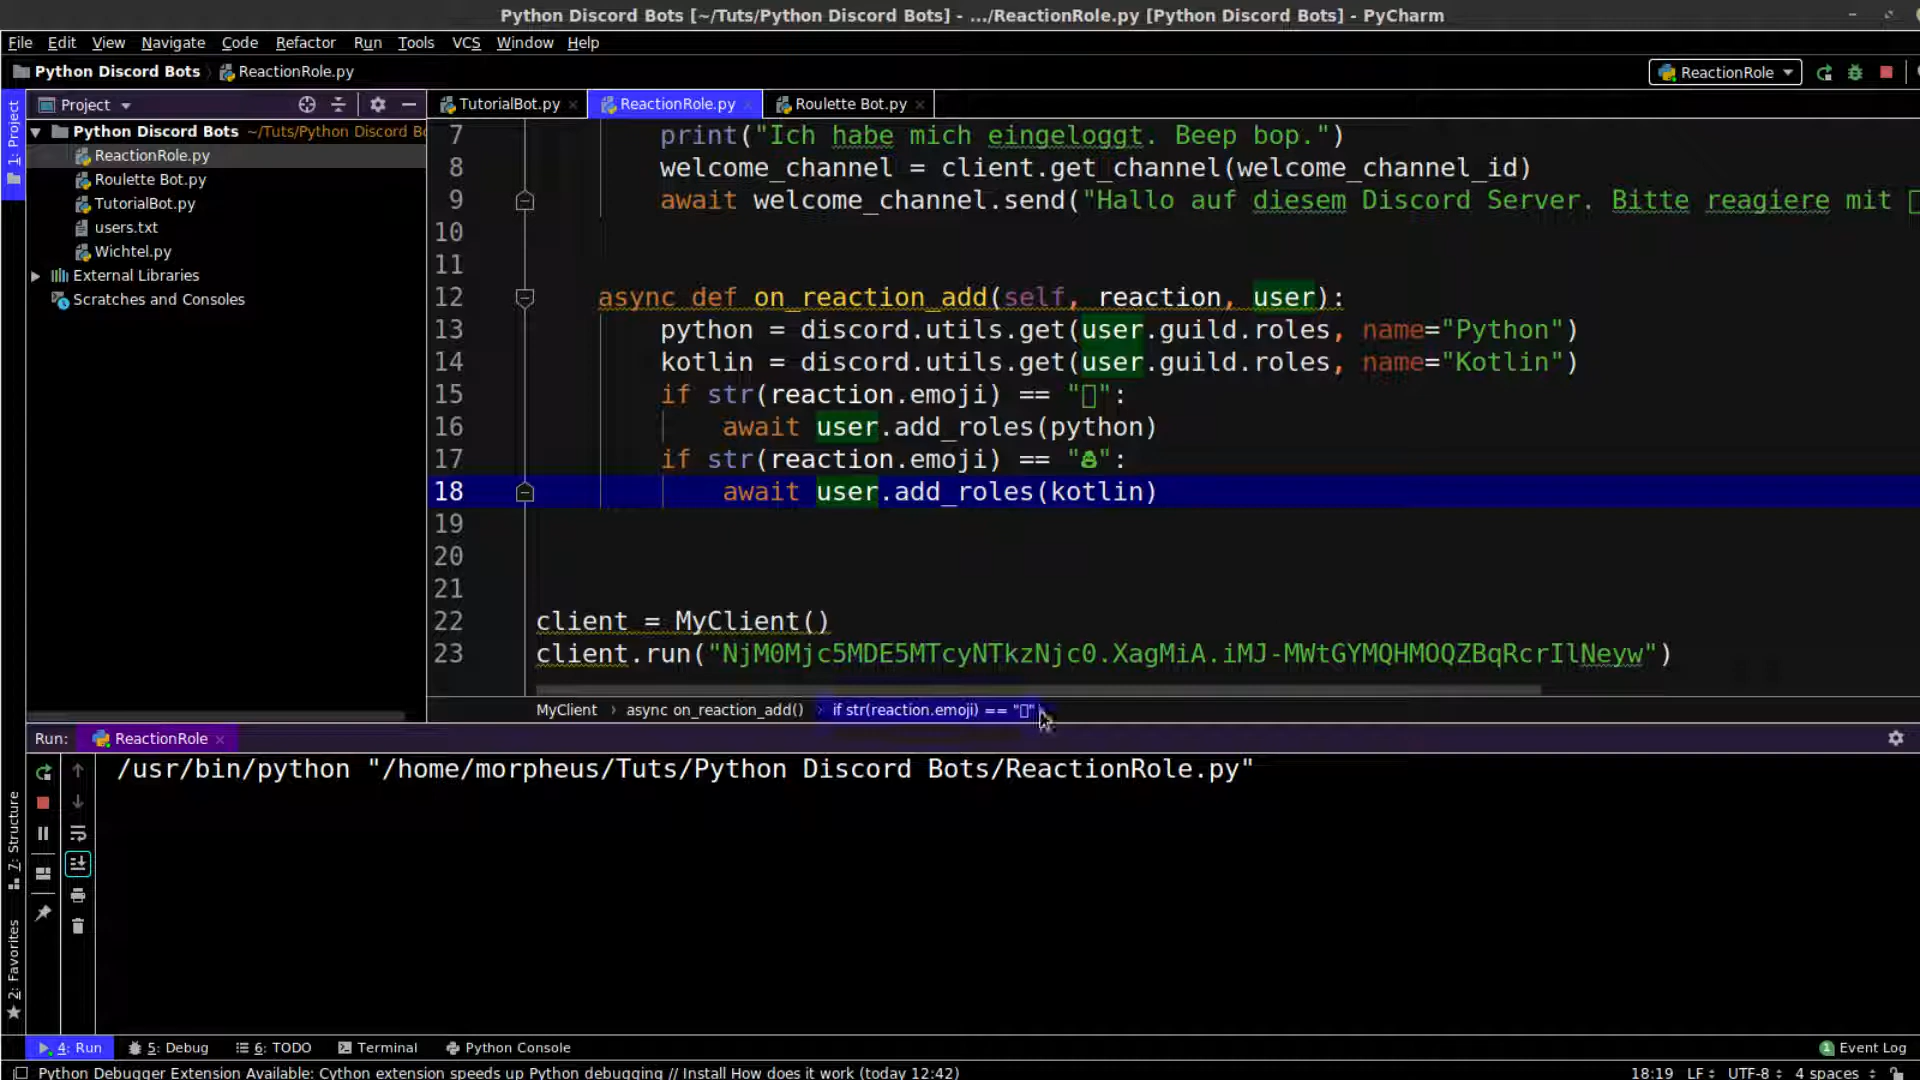 Python Discord Bots [~/Tuts/Python Discord Bots] - .../ReactionRole.py [Python Discord Bots] - PyCharm
File Edit View Navigate Code Refactor Run Tools VCS Window Help
Python Discord Bots ReactionRole.py
ReactionRole
1: Project
Project
Python Discord Bots ~/Tuts/Python Discord Bo
ReactionRole.py
Roulette Bot.py
TutorialBot.py
users.txt
Wichtel.py
External Libraries
Scratches and Consoles
TutorialBot.py ReactionRole.py Roulette Bot.py
7 print("Ich habe mich eingeloggt. Beep bop.")
8 welcome_channel = client.get_channel(welcome_channel_id)
9 await welcome_channel.send("Hallo auf diesem Discord Server. Bitte reagiere mit
10
11
12 async def on_reaction_add(self, reaction, user):
13 python = discord.utils.get(user.guild.roles, name="Python")
14 kotlin = discord.utils.get(user.guild.roles, name="Kotlin")
15 if str(reaction.emoji) == "▯":
16 await user.add_roles(python)
17 if str(reaction.emoji) == "⛄":
18 await user.add_roles(kotlin)
19
20
21
22 client = MyClient()
23 client.run("NjM0Mjc5MDE5MTcyNTkzNjc0.XagMiA.iMJ-MWtGYMQHMOQZBqRcrIlNeyw")
MyClient › async on_reaction_add() › if str(reaction.emoji) == "▯"
Run: ReactionRole
/usr/bin/python "/home/morpheus/Tuts/Python Discord Bots/ReactionRole.py"
7: Structure
2: Favorites
4: Run 5: Debug 6: TODO Terminal Python Console
1 Event Log
Python Debugger Extension Available: Cython extension speeds up Python debugging // Install How does it work (today 12:42)
18:19 LF UTF-8 4 spaces